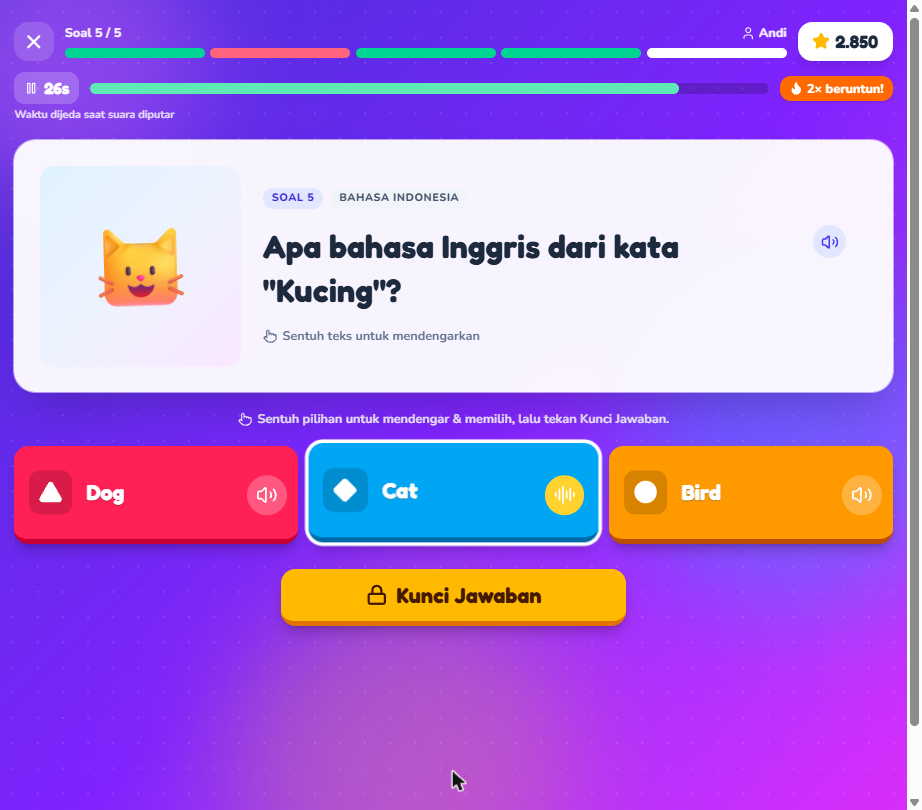 Soal 5 / 5
Andi
2.850
26s
2× beruntun!
Waktu dijeda saat suara diputar
SOAL 5
BAHASA INDONESIA
Apa bahasa Inggris dari kata
"Kucing"?
Sentuh teks untuk mendengarkan
Sentuh pilihan untuk mendengar & memilih, lalu tekan Kunci Jawaban.
Dog
Cat
Bird
Kunci Jawaban